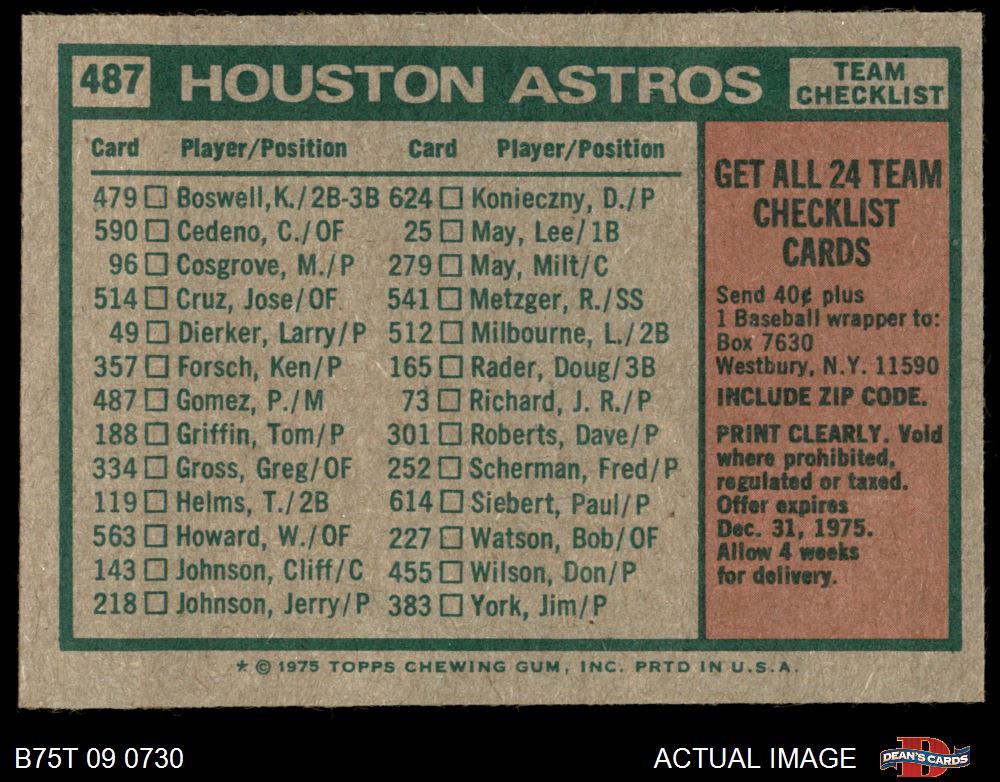 487 HOUSTON ASTROS TEAM CHECKLIST
Card Player/Position Card Player/Position
479 Boswell,K./2B-3B 624 Konieczny, D./P
590 Cedeno, C./OF 25 May, Lee/1B
96 Cosgrove, M./P 279 May, Milt/C
514 Cruz, Jose/OF 541 Metzger, R./SS
49 Dierker, Larry/P 512 Milbourne, L./2B
357 Forsch, Ken/P 165 Rader, Doug/3B
487 Gomez, P./M 73 Richard, J. R./P
188 Griffin, Tom/P 301 Roberts, Dave/P
334 Gross, Greg/OF 252 Scherman, Fred/P
119 Helms, T./2B 614 Siebert, Paul/P
563 Howard, W./OF 227 Watson, Bob/OF
143 Johnson, Cliff/C 455 Wilson, Don/P
218 Johnson, Jerry/P 383 York, Jim/P
GET ALL 24 TEAM
CHECKLIST
CARDS
Send 40¢ plus
1 Baseball wrapper to:
Box 7630
Westbury, N.Y. 11590
INCLUDE ZIP CODE.
PRINT CLEARLY. Void
where prohibited,
regulated or taxed.
Offer expires
Dec. 31, 1975.
Allow 4 weeks
for delivery.
* © 1975 TOPPS CHEWING GUM, INC. PRTD IN U.S.A.
B75T 09 0730 ACTUAL IMAGE DEAN'S CARDS